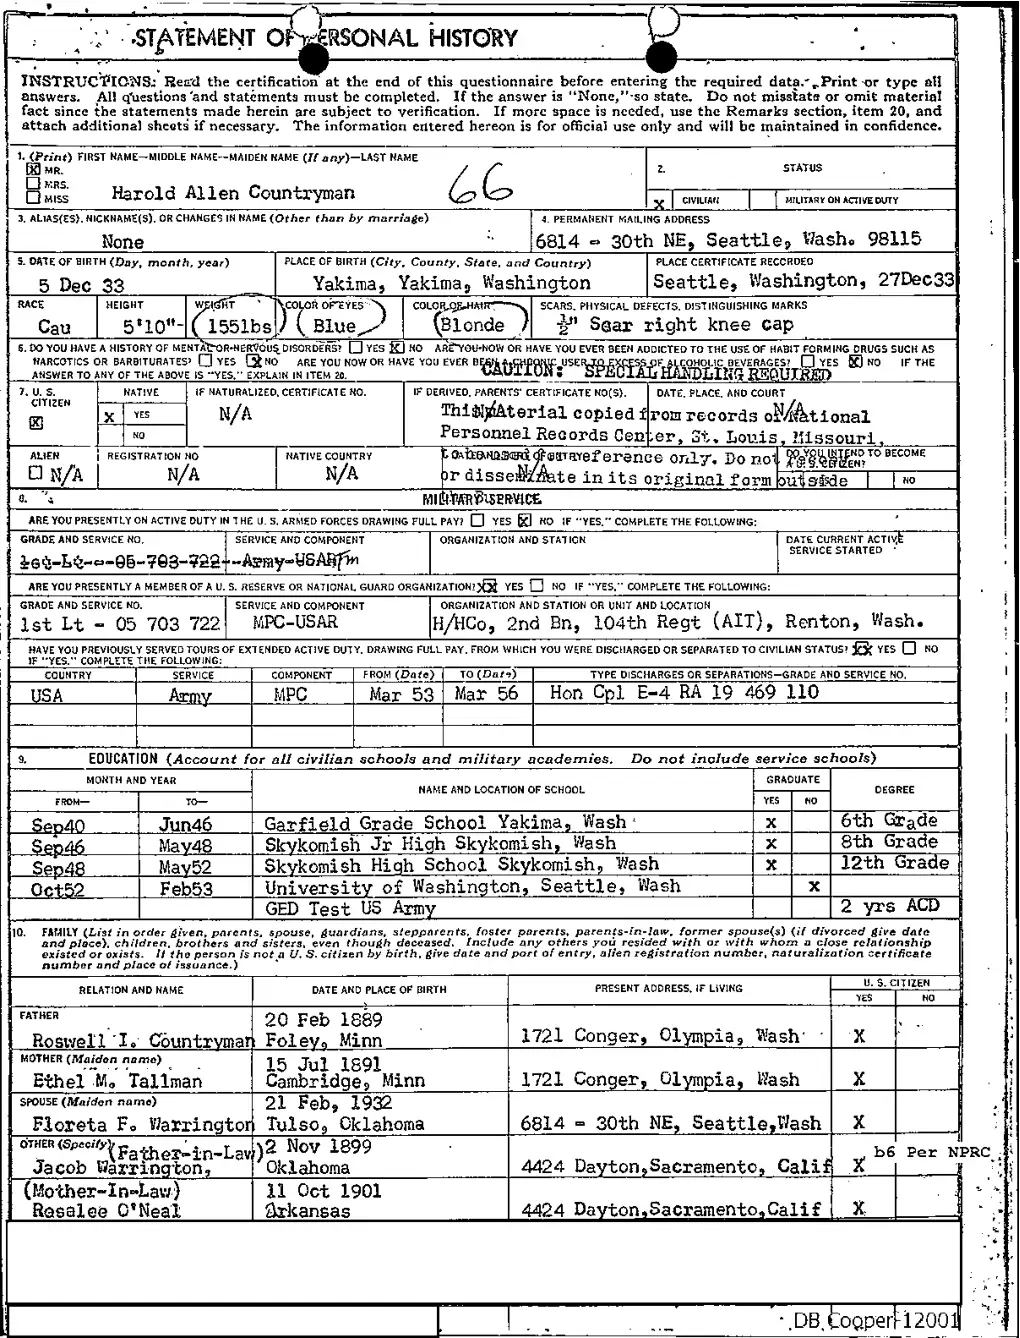 STATEMENT OF PERSONAL HISTORY
INSTRUCTIONS: Read the certification at the end of this questionnaire before entering the required data. Print or type all
answers. All questions and statements must be completed. If the answer is "None," so state. Do not misstate or omit material
fact since the statements made herein are subject to verification. If more space is needed, use the Remarks section, item 20, and
attach additional sheets if necessary. The information entered hereon is for official use only and will be maintained in confidence.
1. (Print) FIRST NAME—MIDDLE NAME—MAIDEN NAME (If any)—LAST NAME
2. STATUS
X MR.
MRS.
MISS
Harold Allen Countryman
66
X CIVILIAN MILITARY ON ACTIVE DUTY
3. ALIAS(ES), NICKNAME(S), OR CHANGES IN NAME (Other than by marriage) 4. PERMANENT MAILING ADDRESS
None 6814 - 30th NE, Seattle, Wash. 98115
5. DATE OF BIRTH (Day, month, year) PLACE OF BIRTH (City, County, State, and Country) PLACE CERTIFICATE RECORDED
5 Dec 33 Yakima, Yakima, Washington Seattle, Washington, 27Dec33
RACE HEIGHT WEIGHT COLOR OF EYES COLOR OF HAIR SCARS, PHYSICAL DEFECTS, DISTINGUISHING MARKS
Cau 5'10"- 155lbs Blue Blonde ½" Scar right knee cap
6. DO YOU HAVE A HISTORY OF MENTAL OR NERVOUS DISORDERS? YES X NO ARE YOU NOW OR HAVE YOU EVER BEEN ADDICTED TO THE USE OF HABIT FORMING DRUGS SUCH AS
NARCOTICS OR BARBITURATES? YES X NO ARE YOU NOW OR HAVE YOU EVER BEEN A CHRONIC USER TO EXCESS OF ALCOHOLIC BEVERAGES? YES X NO IF THE
ANSWER TO ANY OF THE ABOVE IS "YES," EXPLAIN IN ITEM 20.
CAUTION: SPECIAL HANDLING REQUIRED
7. U. S. CITIZEN X NATIVE IF NATURALIZED, CERTIFICATE NO. IF DERIVED, PARENTS' CERTIFICATE NO(S). DATE, PLACE, AND COURT
X YES N/A N/A N/A
NO
This material copied from records of National
Personnel Records Center, St. Louis, Missouri,
ALIEN REGISTRATION NO NATIVE COUNTRY DO YOU INTEND TO BECOME A U.S. CITIZEN?
reference only. Do not
N/A N/A N/A N/A NO
or disseminate in its original form outside
8. MILITARY SERVICE
ARE YOU PRESENTLY ON ACTIVE DUTY IN THE U. S. ARMED FORCES DRAWING FULL PAY? YES X NO IF "YES," COMPLETE THE FOLLOWING:
GRADE AND SERVICE NO. SERVICE AND COMPONENT ORGANIZATION AND STATION DATE CURRENT ACTIVE SERVICE STARTED
1st Lt - 05 703 722 Army-USAR
ARE YOU PRESENTLY A MEMBER OF A U. S. RESERVE OR NATIONAL GUARD ORGANIZATION? XX YES NO IF "YES," COMPLETE THE FOLLOWING:
GRADE AND SERVICE NO. SERVICE AND COMPONENT ORGANIZATION AND STATION OR UNIT AND LOCATION
1st Lt - 05 703 722 MPC-USAR H/HCo, 2nd Bn, 104th Regt (AIT), Renton, Wash.
HAVE YOU PREVIOUSLY SERVED TOURS OF EXTENDED ACTIVE DUTY, DRAWING FULL PAY, FROM WHICH YOU WERE DISCHARGED OR SEPARATED TO CIVILIAN STATUS? XX YES NO
IF "YES," COMPLETE THE FOLLOWING:
COUNTRY SERVICE COMPONENT FROM (Date) TO (Date) TYPE DISCHARGES OR SEPARATIONS—GRADE AND SERVICE NO.
USA Army MPC Mar 53 Mar 56 Hon Cpl E-4 RA 19 469 110
9. EDUCATION (Account for all civilian schools and military academies. Do not include service schools)
MONTH AND YEAR NAME AND LOCATION OF SCHOOL GRADUATE DEGREE
FROM— TO— YES NO
Sep40 Jun46 Garfield Grade School Yakima, Wash X 6th Grade
Sep46 May48 Skykomish Jr High Skykomish, Wash X 8th Grade
Sep48 May52 Skykomish High School Skykomish, Wash X 12th Grade
Oct52 Feb53 University of Washington, Seattle, Wash X
GED Test US Army 2 yrs ACD
10. FAMILY (List in order given, parents, spouse, guardians, stepparents, foster parents, parents-in-law, former spouse(s) (if divorced give date
and place), children, brothers and sisters, even though deceased. Include any others you resided with or with whom a close relationship
existed or exists. If the person is not a U. S. citizen by birth, give date and port of entry, alien registration number, naturalization certificate
number and place of issuance.)
RELATION AND NAME DATE AND PLACE OF BIRTH PRESENT ADDRESS, IF LIVING U. S. CITIZEN
YES NO
FATHER 20 Feb 1889
Roswell I. Countryman Foley, Minn 1721 Conger, Olympia, Wash X
MOTHER (Maiden name) 15 Jul 1891
Ethel M. Tallman Cambridge, Minn 1721 Conger, Olympia, Wash X
SPOUSE (Maiden name) 21 Feb, 1932
Floreta F. Warrington Tulso, Oklahoma 6814 - 30th NE, Seattle,Wash X
OTHER (Specify) (Father-in-Law) 2 Nov 1899 b6 Per NPRC
Jacob Warrington, Oklahoma 4424 Dayton,Sacramento, Calif X
(Mother-In-Law) 11 Oct 1901
Rosalee O'Neal Arkansas 4424 Dayton,Sacramento,Calif X
DB Cooper-12001